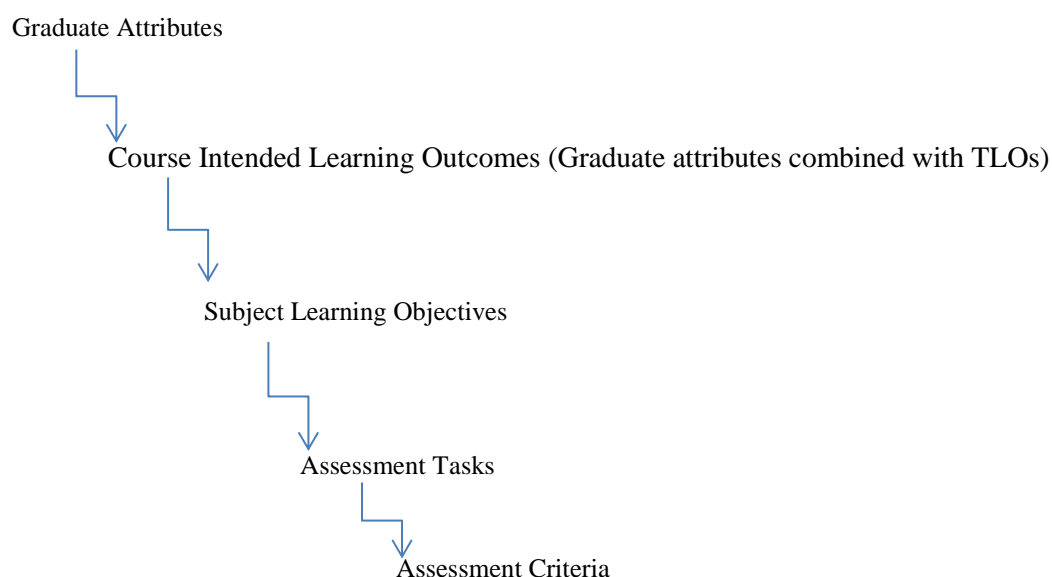 Graduate Attributes
Course Intended Learning Outcomes (Graduate attributes combined with TLOs)
Subject Learning Objectives
Assessment Tasks
Assessment Criteria